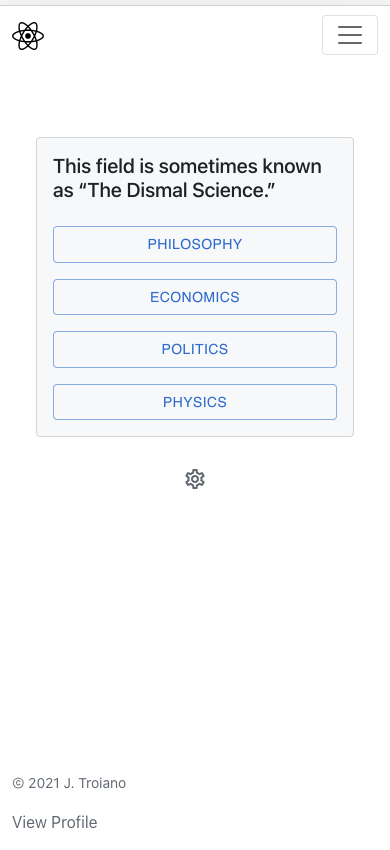 This field is sometimes known
as “The Dismal Science.”
PHILOSOPHY
ECONOMICS
POLITICS
PHYSICS
© 2021 J. Troiano
View Profile